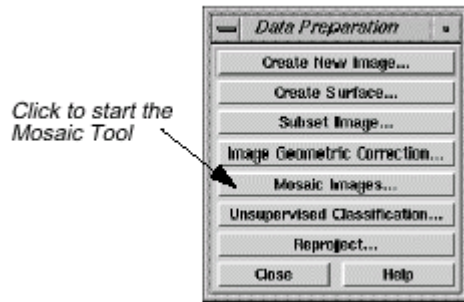 Data Preparation
Create New Image...
Create Surface...
Subset Image...
Click to start the
Mosaic Tool
Image Geometric Correction...
Mosaic Images...
Unsupervised Classification...
Reproject...
Close Help